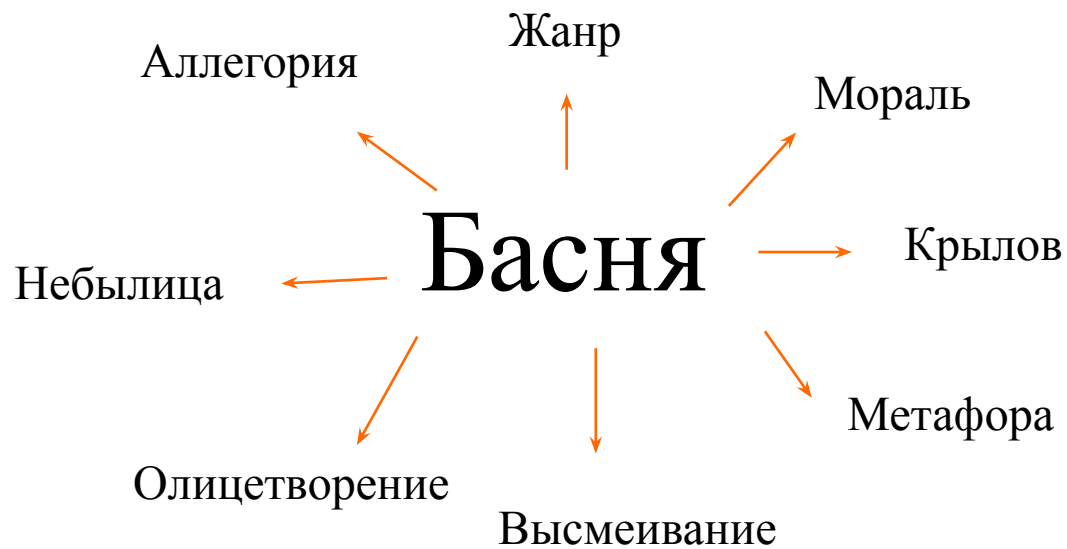 Жанр
Аллегория
Мораль
Басня
Крылов
Небылица
Метафора
Олицетворение
Высмеивание